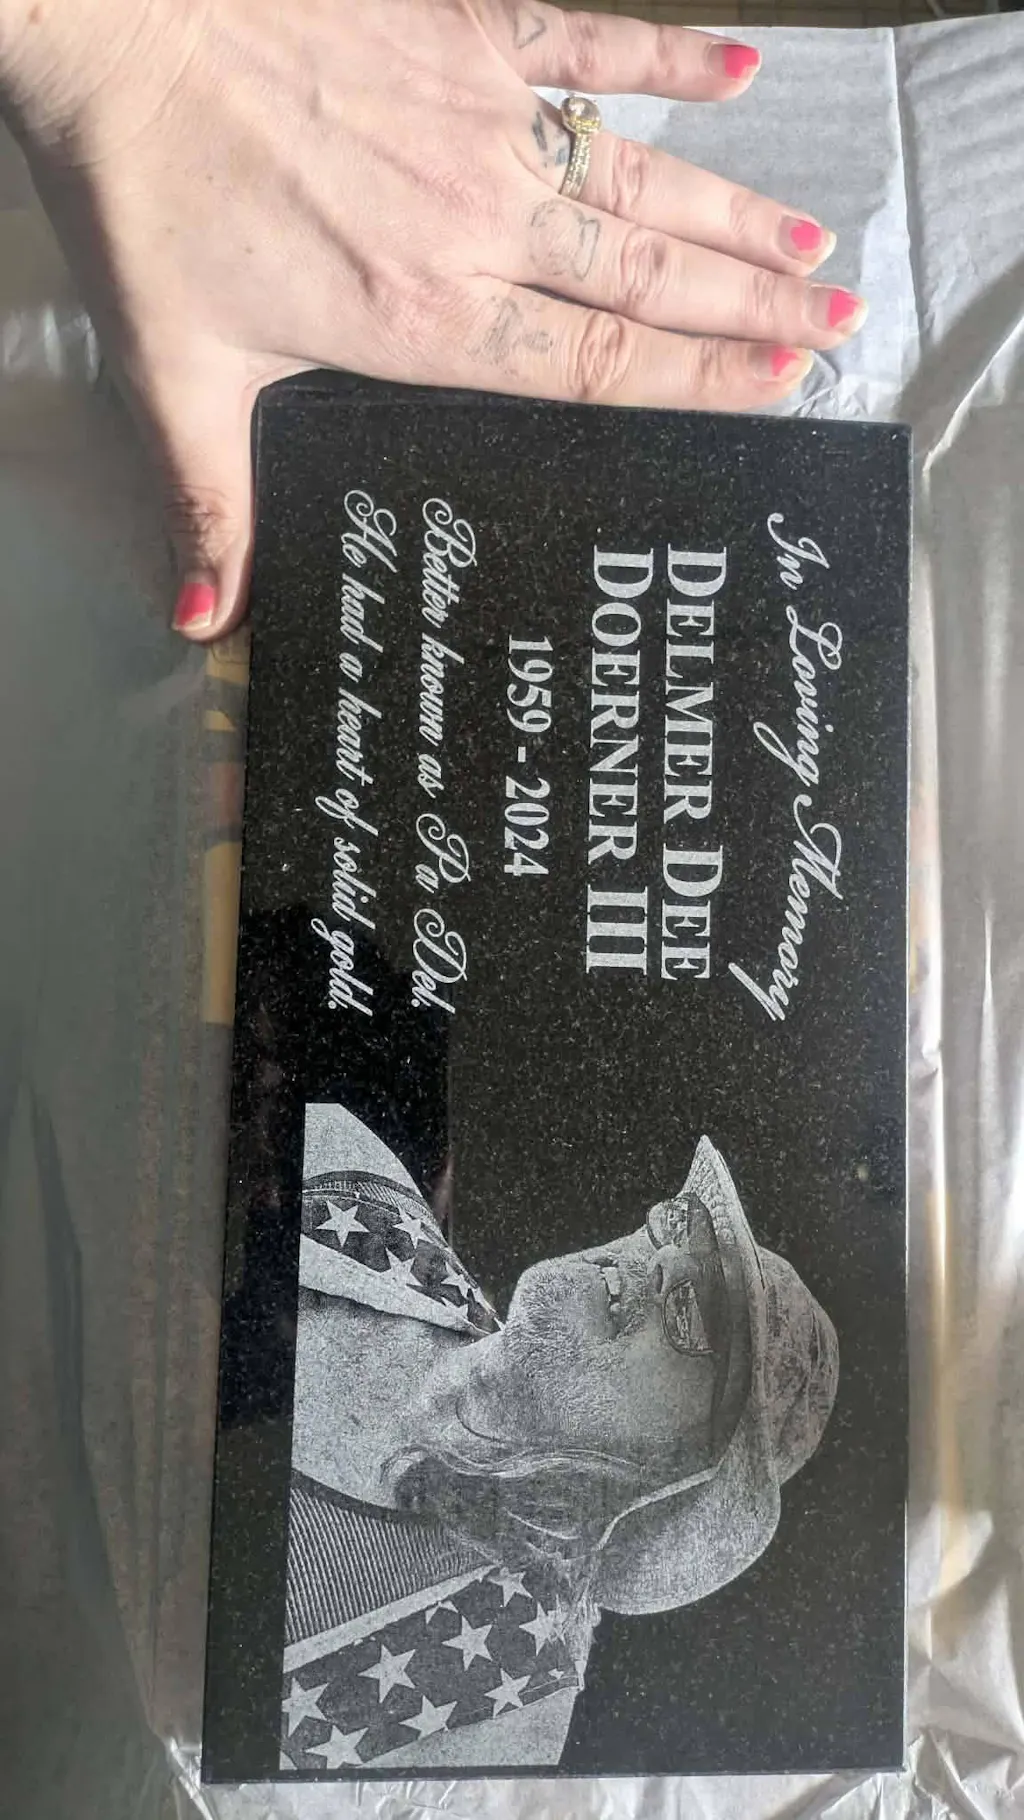 In Loving Memory
DELMER DEE
DOERNER III
1959 - 2024
Better known as Pa Del.
He had a heart of solid gold.